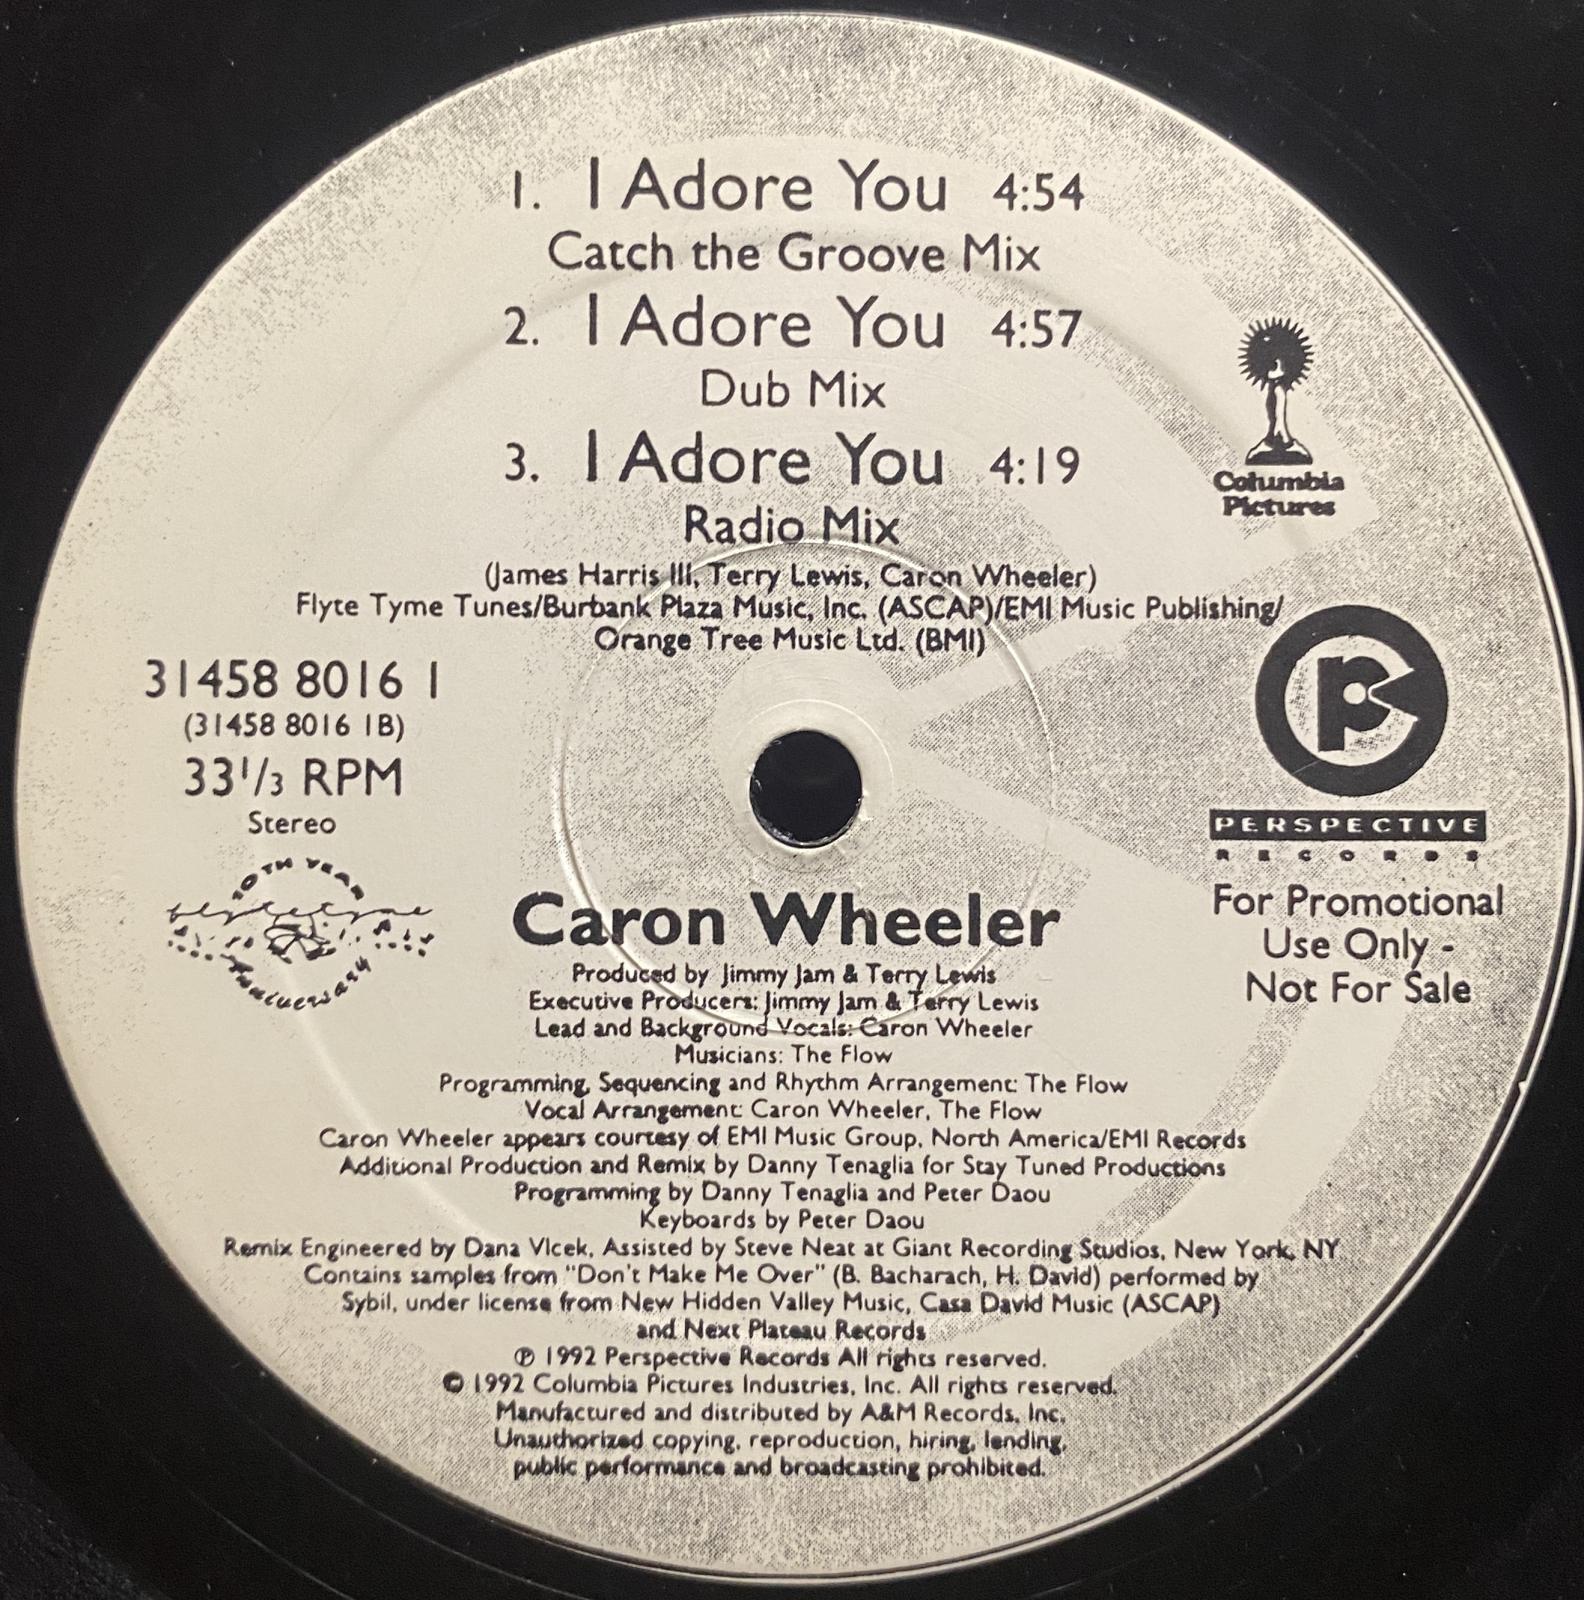 1. I Adore You 4:54
Catch the Groove Mix
2. I Adore You 4:57
Dub Mix
3. I Adore You 4:19
Radio Mix
(James Harris III, Terry Lewis, Caron Wheeler)
Flyte Tyme Tunes/Burbank Plaza Music, Inc. (ASCAP)/EMI Music Publishing/
Orange Tree Music Ltd. (BMI)
Columbia
Pictures
31458 8016 1
(31458 8016 1B)
33 1/3 RPM
Stereo
10TH YEAR
Anniversary
PERSPECTIVE
RECORDS
For Promotional
Use Only -
Not For Sale
Caron Wheeler
Produced by Jimmy Jam & Terry Lewis
Executive Producers: Jimmy Jam & Terry Lewis
Lead and Background Vocals: Caron Wheeler
Musicians: The Flow
Programming, Sequencing and Rhythm Arrangement: The Flow
Vocal Arrangement: Caron Wheeler, The Flow
Caron Wheeler appears courtesy of EMI Music Group, North America/EMI Records
Additional Production and Remix by Danny Tenaglia for Stay Tuned Productions
Programming by Danny Tenaglia and Peter Daou
Keyboards by Peter Daou
Remix Engineered by Dana Vlcek, Assisted by Steve Neat at Giant Recording Studios, New York, NY
Contains samples from "Don't Make Me Over" (B. Bacharach, H. David) performed by
Sybil, under license from New Hidden Valley Music, Casa David Music (ASCAP)
and Next Plateau Records
℗ 1992 Perspective Records All rights reserved.
© 1992 Columbia Pictures Industries, Inc. All rights reserved.
Manufactured and distributed by A&M Records, Inc.
Unauthorized copying, reproduction, hiring, lending,
public performance and broadcasting prohibited.